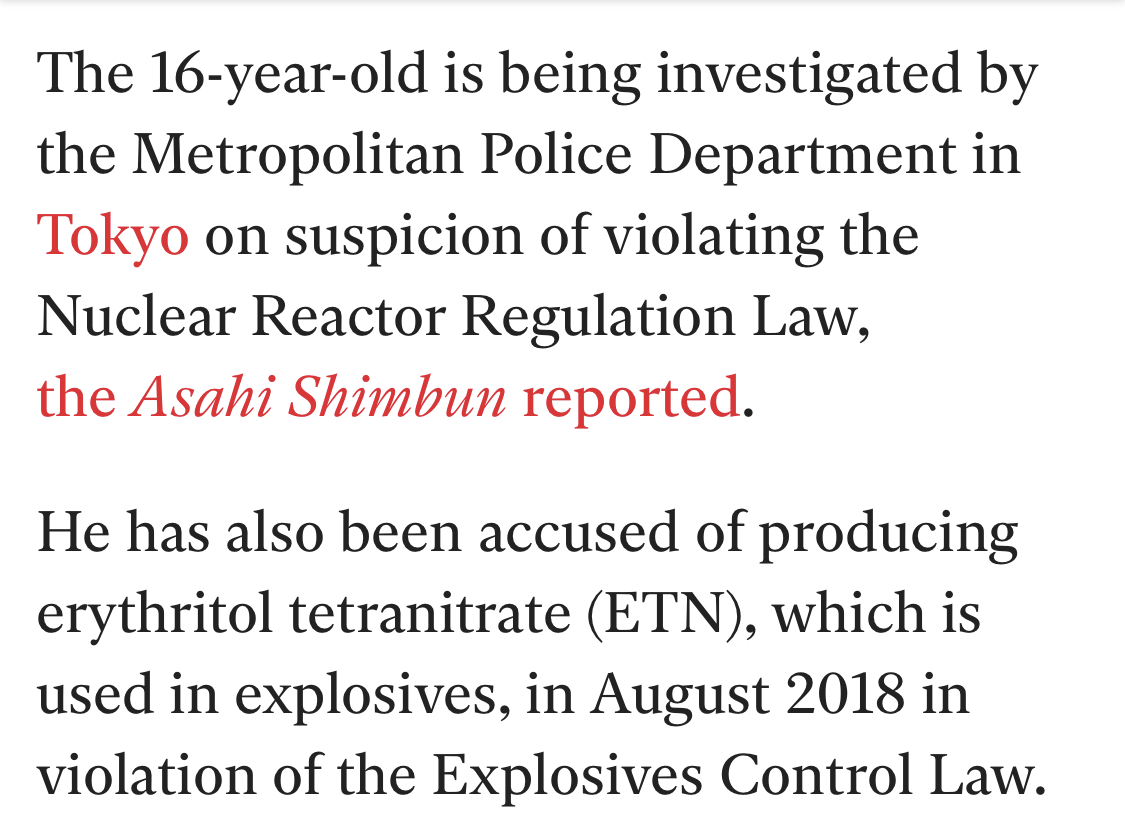 The 16-year-old is being investigated by
the Metropolitan Police Department in
Tokyo on suspicion of violating the
Nuclear Reactor Regulation Law,
the Asahi Shimbun reported.
He has also been accused of producing
erythritol tetranitrate (ETN), which is
used in explosives, in August 2018 in
violation of the Explosives Control Law.